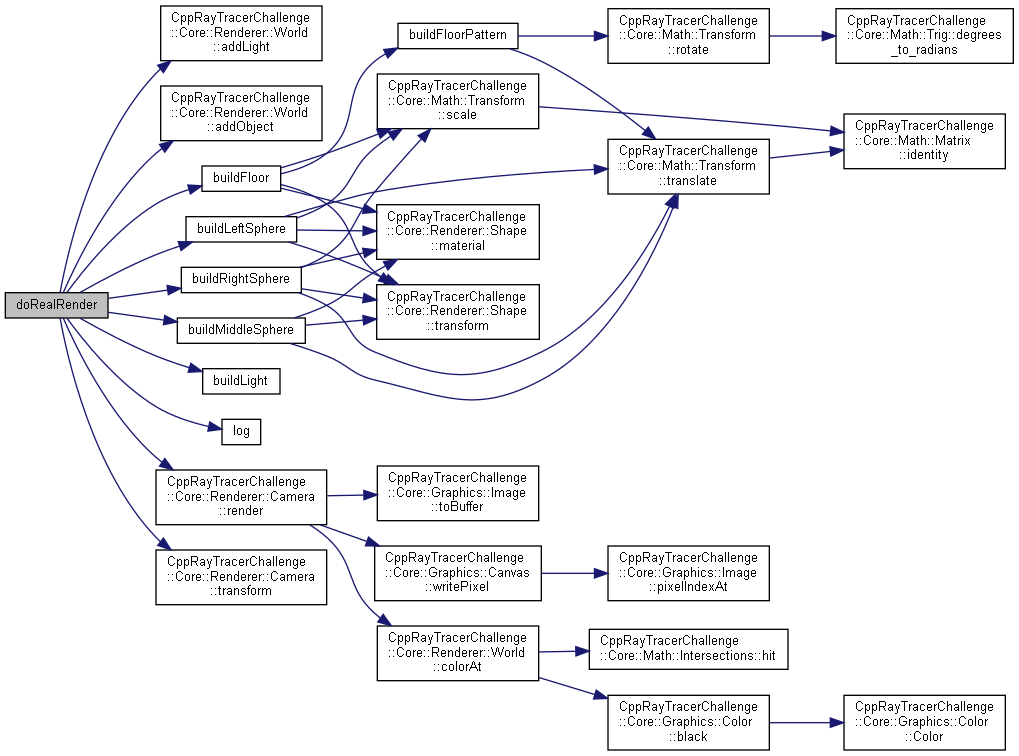 doRealRender
CppRayTracerChallenge
::Core::Renderer::World
::addLight
CppRayTracerChallenge
::Core::Renderer::World
::addObject
buildFloor
buildLeftSphere
buildRightSphere
buildMiddleSphere
buildLight
log
CppRayTracerChallenge
::Core::Renderer::Camera
::render
CppRayTracerChallenge
::Core::Renderer::Camera
::transform
buildFloorPattern
CppRayTracerChallenge
::Core::Math::Transform
::scale
CppRayTracerChallenge
::Core::Renderer::Shape
::material
CppRayTracerChallenge
::Core::Renderer::Shape
::transform
CppRayTracerChallenge
::Core::Graphics::Image
::toBuffer
CppRayTracerChallenge
::Core::Graphics::Canvas
::writePixel
CppRayTracerChallenge
::Core::Renderer::World
::colorAt
CppRayTracerChallenge
::Core::Math::Transform
::rotate
CppRayTracerChallenge
::Core::Math::Transform
::translate
CppRayTracerChallenge
::Core::Graphics::Image
::pixelIndexAt
CppRayTracerChallenge
::Core::Math::Intersections::hit
CppRayTracerChallenge
::Core::Graphics::Color
::black
CppRayTracerChallenge
::Core::Math::Trig::degrees
_to_radians
CppRayTracerChallenge
::Core::Math::Matrix
::identity
CppRayTracerChallenge
::Core::Graphics::Color
::Color